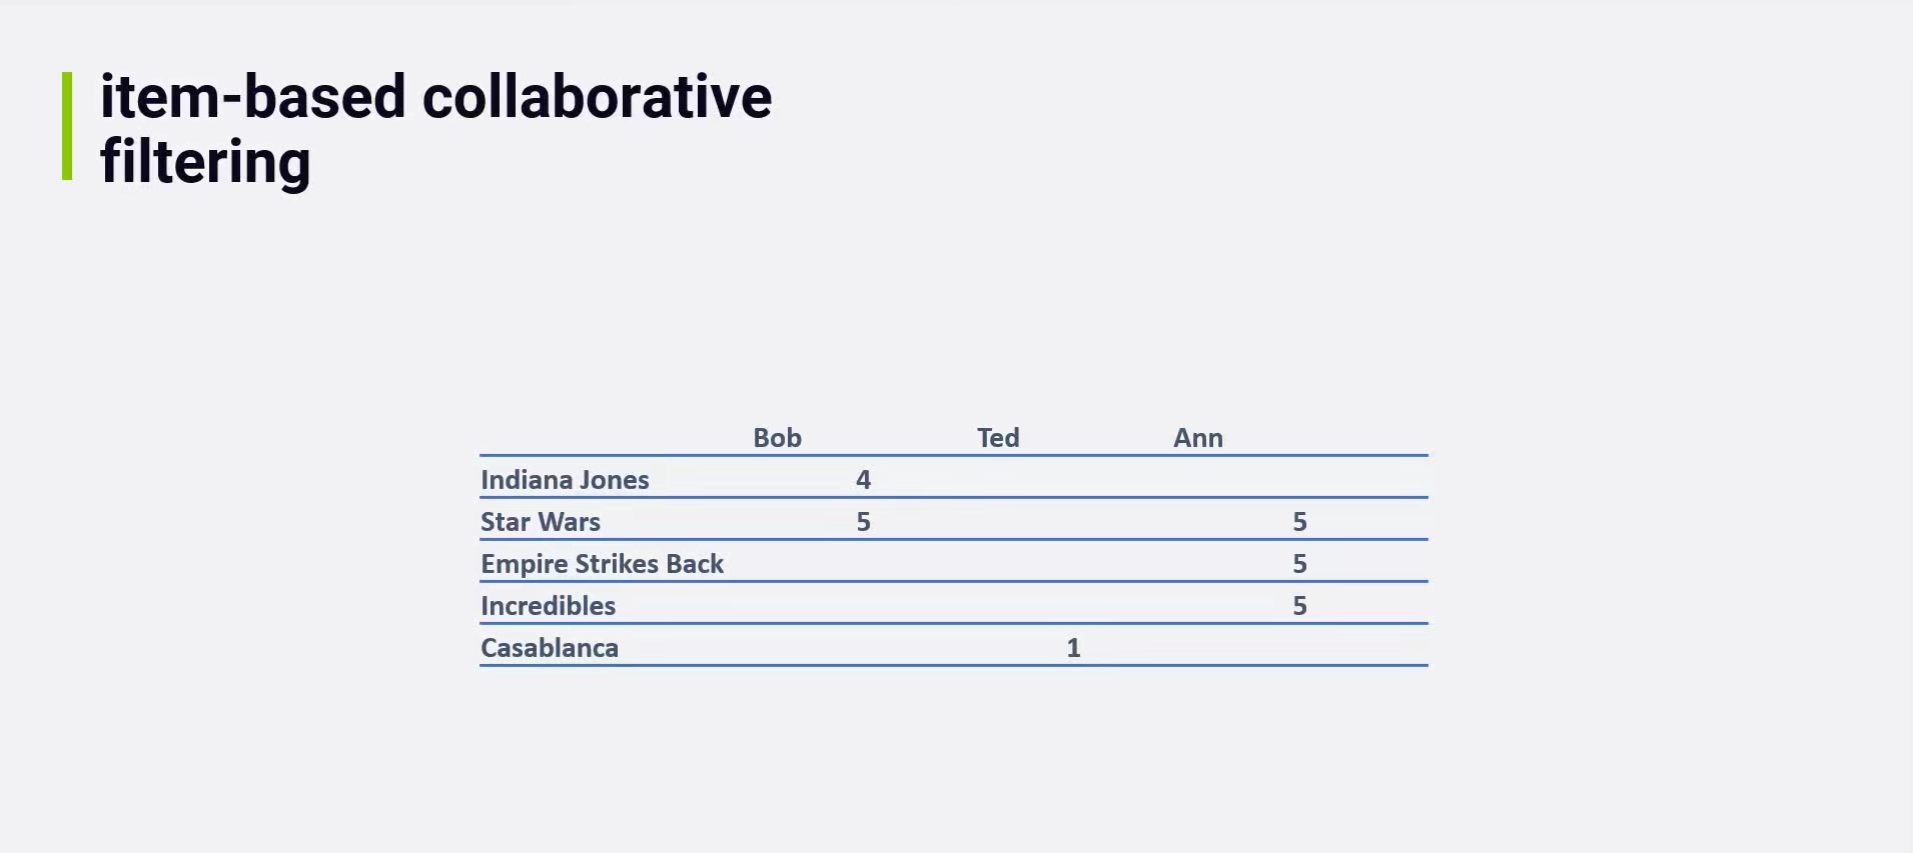 item-based collaborative
filtering
Bob Ted Ann
Indiana Jones 4
Star Wars 5 5
Empire Strikes Back 5
Incredibles 5
Casablanca 1